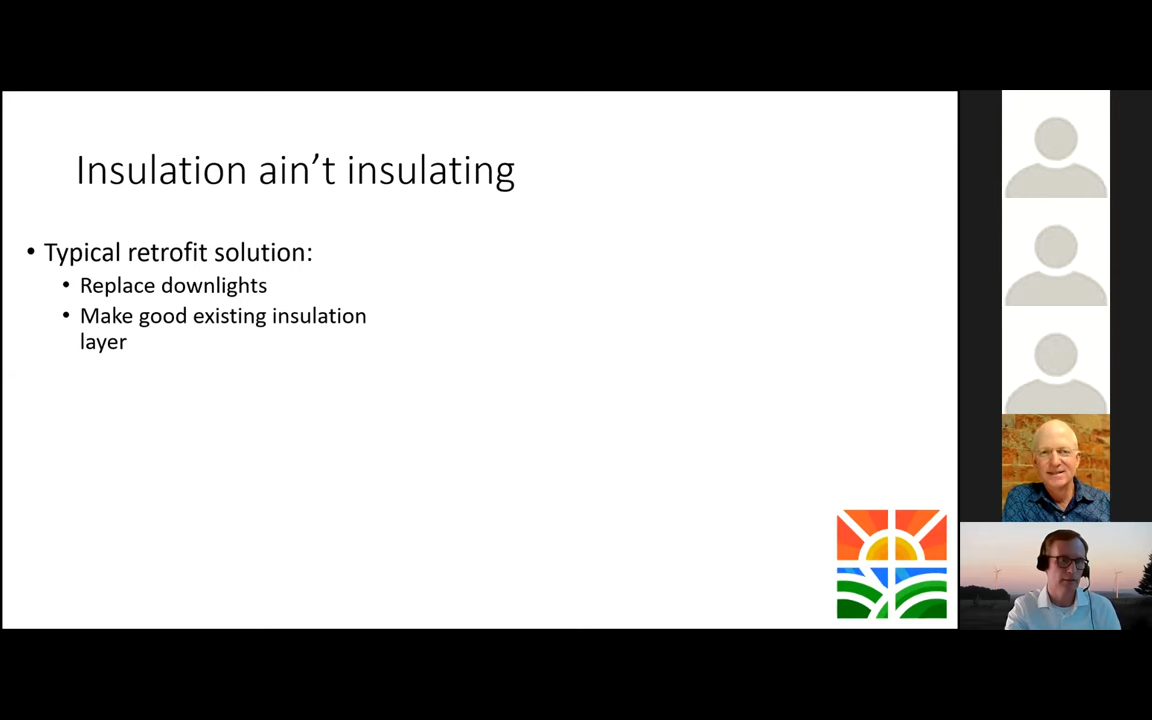 Insulation ain't insulating
• Typical retrofit solution:
• Replace downlights
• Make good existing insulation
layer